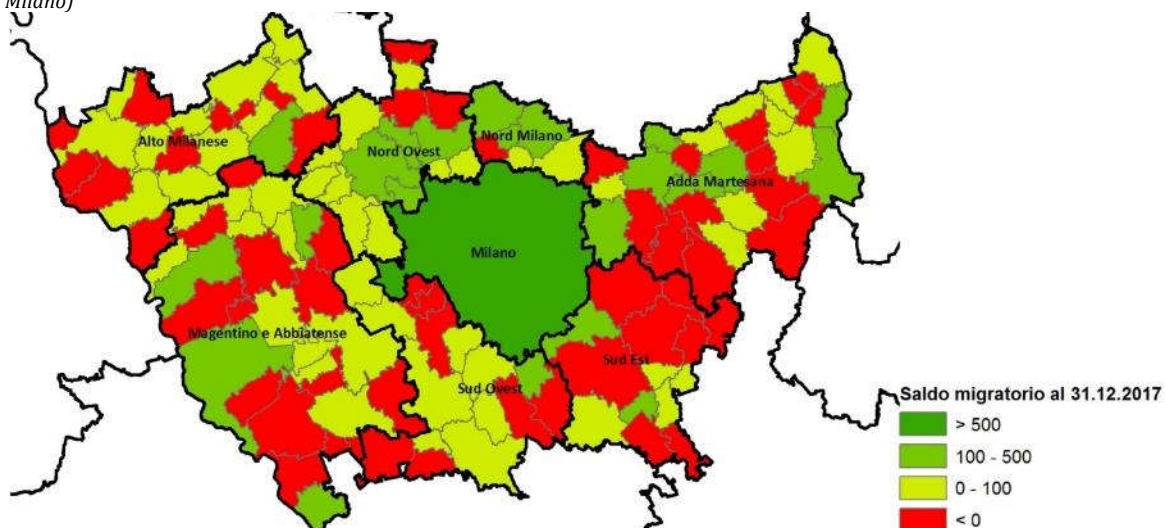 Milano)
Alto Milanese
Nord Ovest
Nord Milano
Adda Martesana
Milano
Magentino e Abbiatense
Sud Ovest
Sud Est
Saldo migratorio al 31.12.2017
> 500
100 - 500
0 - 100
< 0